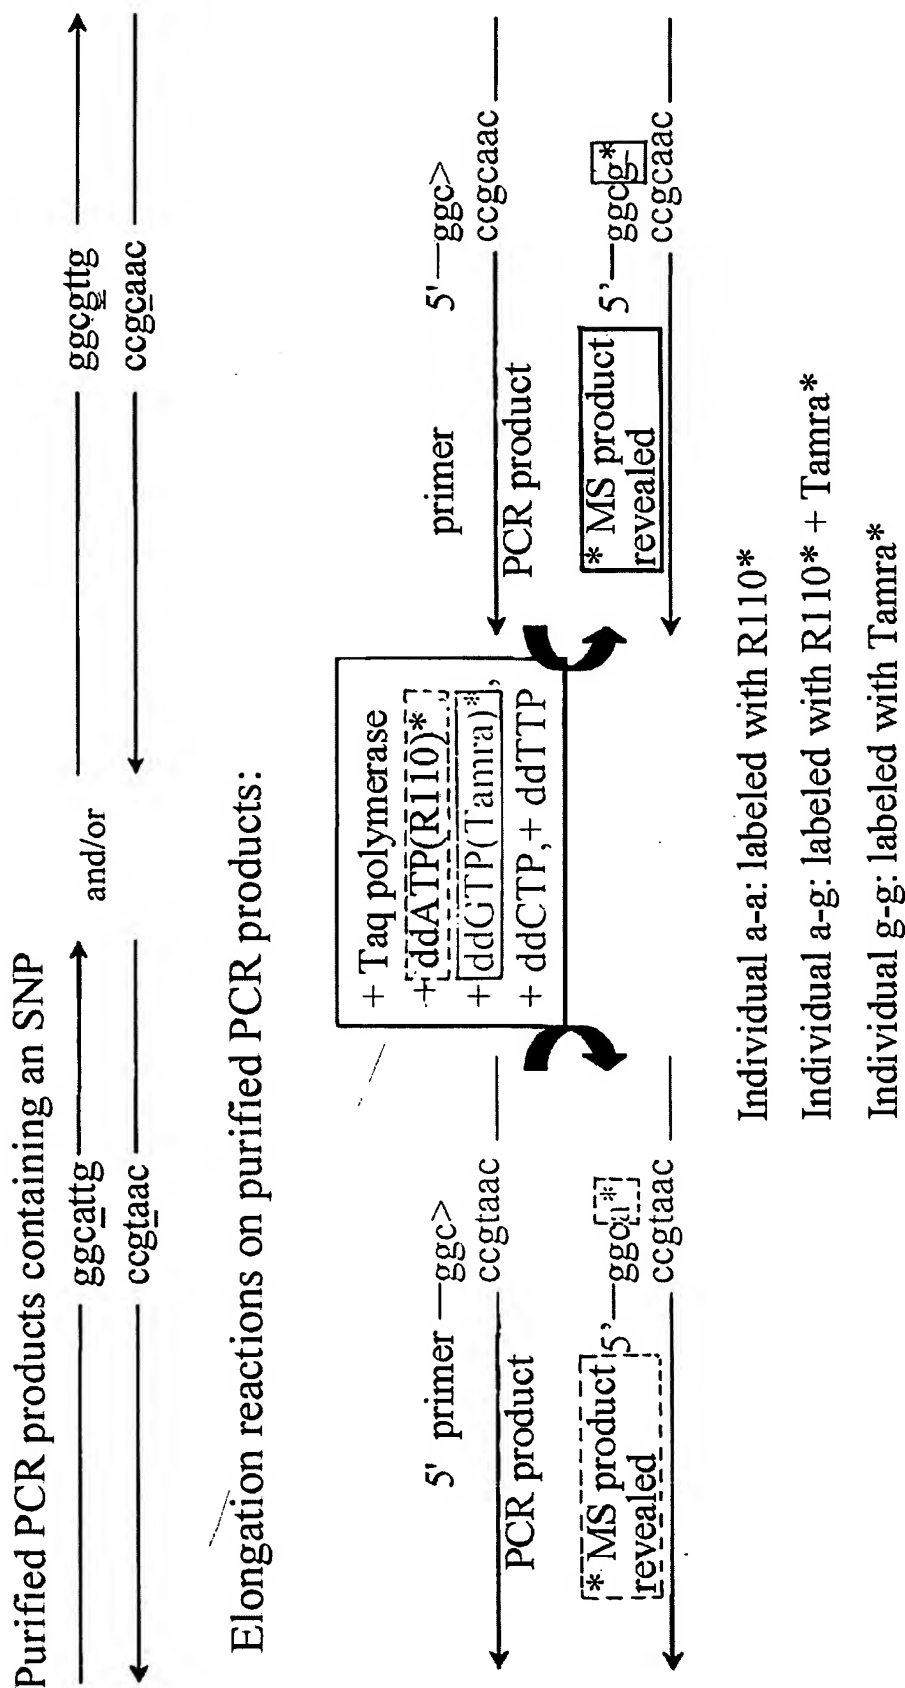 Purified PCR products containing an SNP
ggcattg
ccgtaac
and/or
ggcgttg
ccgcaac
Elongation reactions on purified PCR products:
5' primer —ggc>
ccgtaac
PCR product
+ Taq polymerase
+ ddATP(R110)*,
+ ddGTP(Tamra)*,
+ ddCTP,+ ddTTP
primer 5'—ggc>
ccgcaac
PCR product
* MS product
revealed
5'—ggca*
ccgtaac
* MS product
revealed
5'—ggcg*
ccgcaac
Individual a-a: labeled with R110*
Individual a-g: labeled with R110* + Tamra*
Individual g-g: labeled with Tamra*